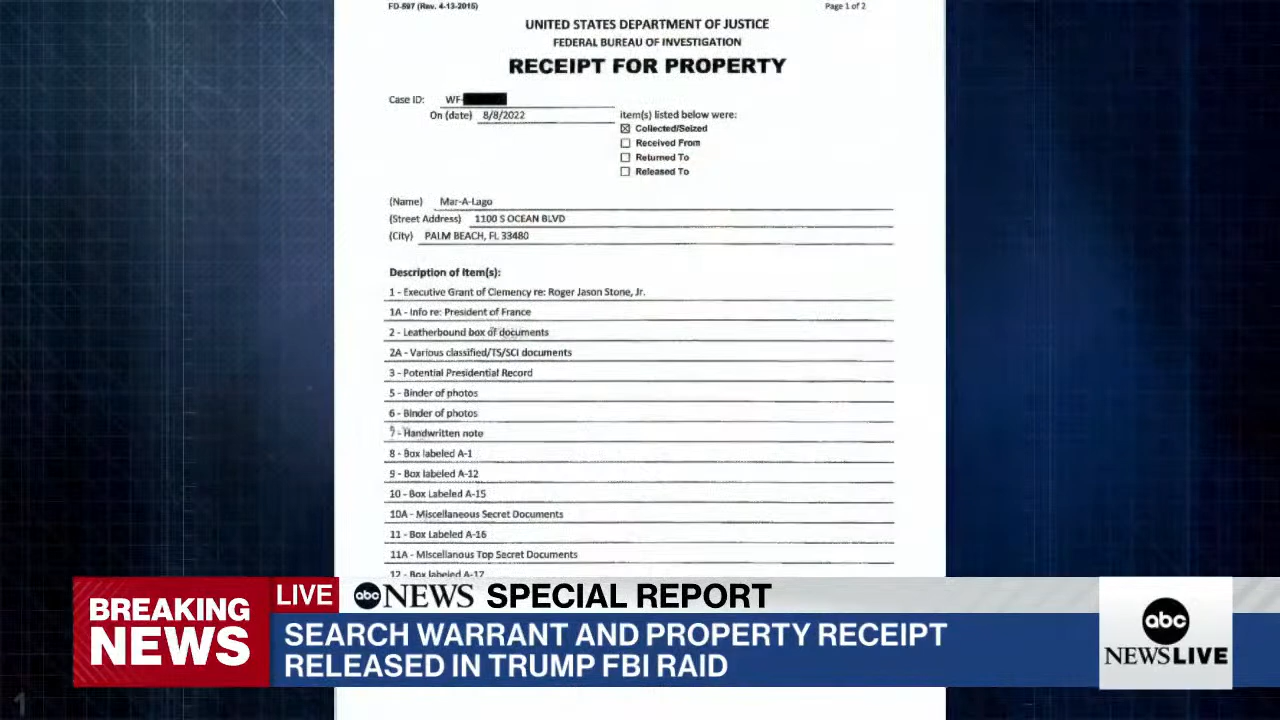 FD-597 (Rev. 4-13-2015) Page 1 of 2
UNITED STATES DEPARTMENT OF JUSTICE
FEDERAL BUREAU OF INVESTIGATION
RECEIPT FOR PROPERTY
Case ID: WF-
On (date) 8/8/2022 item(s) listed below were:
☒ Collected/Seized
☐ Received From
☐ Returned To
☐ Released To
(Name) Mar-A-Lago
(Street Address) 1100 S OCEAN BLVD
(City) PALM BEACH, FL 33480
Description of Item(s):
1 - Executive Grant of Clemency re: Roger Jason Stone, Jr.
1A - Info re: President of France
2 - Leatherbound box of documents
2A - Various classified/TS/SCI documents
3 - Potential Presidential Record
5 - Binder of photos
6 - Binder of photos
7 - Handwritten note
8 - Box labeled A-1
9 - Box labeled A-12
10 - Box Labeled A-15
10A - Miscellaneous Secret Documents
11 - Box Labeled A-16
11A - Miscellanous Top Secret Documents
12 - Box labeled A-17
BREAKING
NEWS
LIVE abc NEWS SPECIAL REPORT
SEARCH WARRANT AND PROPERTY RECEIPT
RELEASED IN TRUMP FBI RAID
abc
NEWS LIVE
1